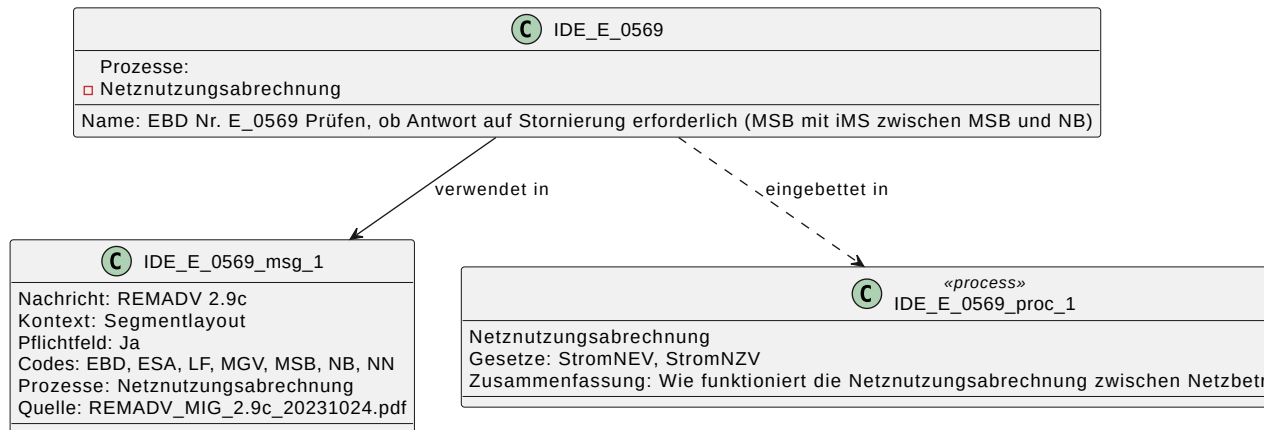 C IDE_E_0569
Prozesse:
Netznutzungsabrechnung
Name: EBD Nr. E_0569 Prüfen, ob Antwort auf Stornierung erforderlich (MSB mit iMS zwischen MSB und NB)
verwendet in
eingebettet in
C IDE_E_0569_msg_1
Nachricht: REMADV 2.9c
Kontext: Segmentlayout
Pflichtfeld: Ja
Codes: EBD, ESA, LF, MGV, MSB, NB, NN
Prozesse: Netznutzungsabrechnung
Quelle: REMADV_MIG_2.9c_20231024.pdf
«process»
C IDE_E_0569_proc_1
Netznutzungsabrechnung
Gesetze: StromNEV, StromNZV
Zusammenfassung: Wie funktioniert die Netznutzungsabrechnung zwischen Netzbetr